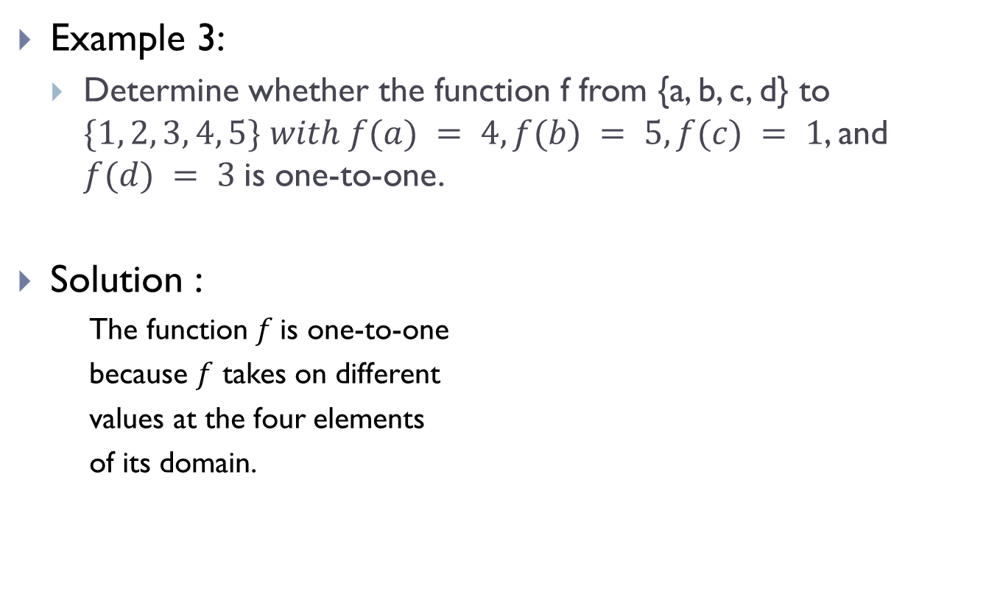 Example 3:
Determine whether the function f from {a, b, c, d} to
{1, 2, 3, 4, 5} with f(a) = 4, f(b) = 5, f(c) = 1, and
f(d) = 3 is one-to-one.
Solution :
The function f is one-to-one
because f takes on different
values at the four elements
of its domain.